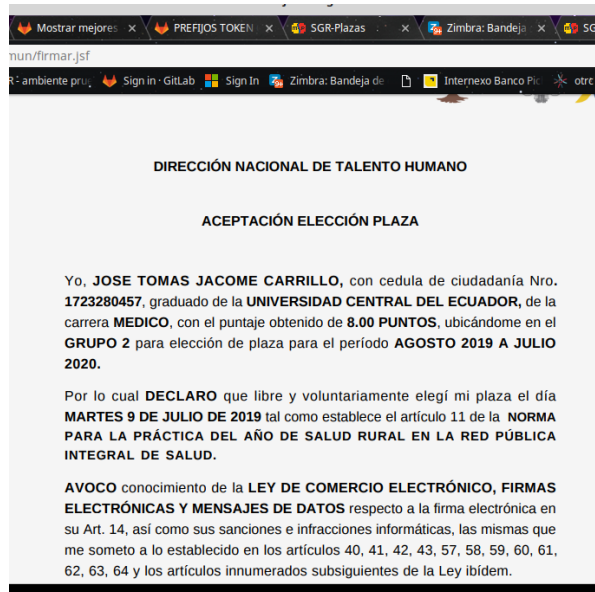 Mostrar mejores × PREFIJOS TOKEN × SGR-Plazas × Zimbra: Bandeja × SG
mun/firmar.jsf
R - ambiente pru Sign in · GitLab Sign In Zimbra: Bandeja de Internexo Banco Pic otro
DIRECCIÓN NACIONAL DE TALENTO HUMANO
ACEPTACIÓN ELECCIÓN PLAZA
Yo, JOSE TOMAS JACOME CARRILLO, con cedula de ciudadanía Nro.
1723280457, graduado de la UNIVERSIDAD CENTRAL DEL ECUADOR, de la
carrera MEDICO, con el puntaje obtenido de 8.00 PUNTOS, ubicándome en el
GRUPO 2 para elección de plaza para el período AGOSTO 2019 A JULIO
2020.
Por lo cual DECLARO que libre y voluntariamente elegí mi plaza el día
MARTES 9 DE JULIO DE 2019 tal como establece el artículo 11 de la NORMA
PARA LA PRÁCTICA DEL AÑO DE SALUD RURAL EN LA RED PÚBLICA
INTEGRAL DE SALUD.
AVOCO conocimiento de la LEY DE COMERCIO ELECTRÓNICO, FIRMAS
ELECTRÓNICAS Y MENSAJES DE DATOS respecto a la firma electrónica en
su Art. 14, así como sus sanciones e infracciones informáticas, las mismas que
me someto a lo establecido en los artículos 40, 41, 42, 43, 57, 58, 59, 60, 61,
62, 63, 64 y los artículos innumerados subsiguientes de la Ley ibídem.